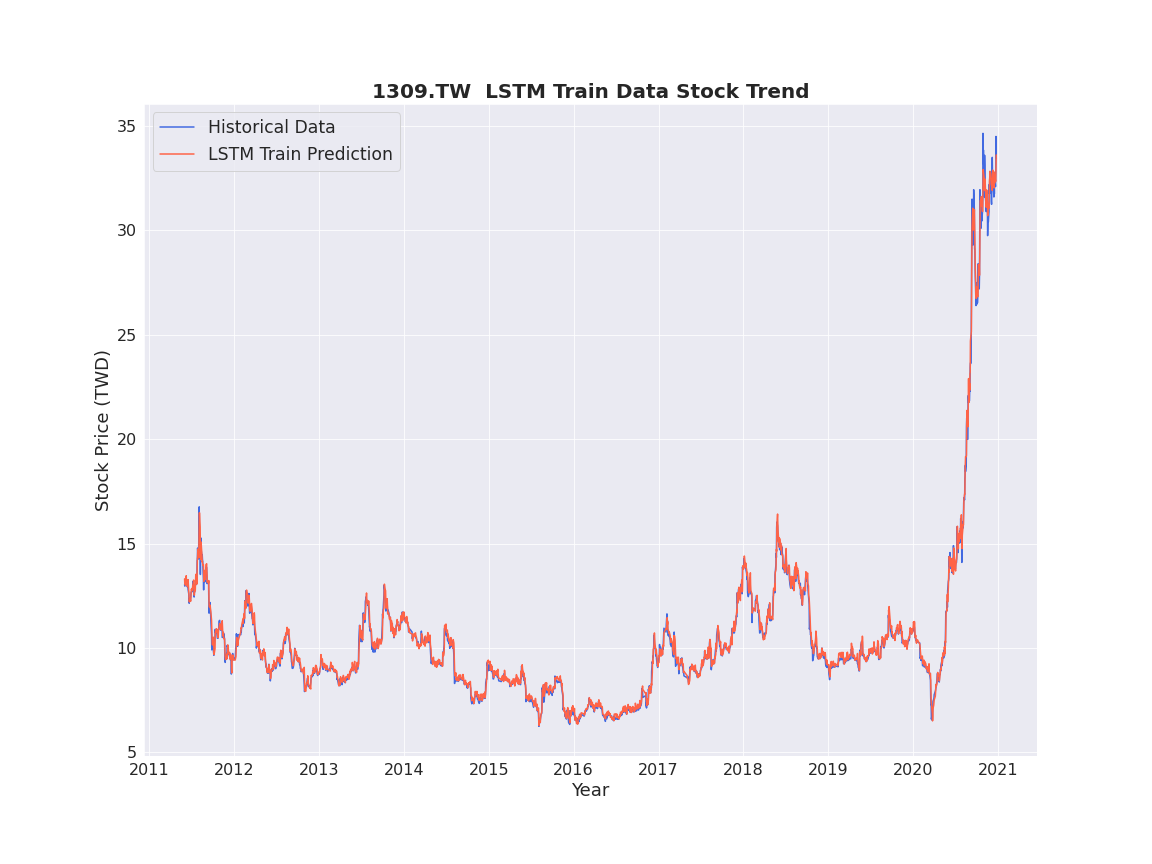 1309.TW  LSTM Train Data Stock Trend
Historical Data
LSTM Train Prediction
Stock Price (TWD)
35
30
25
20
15
10
5
2011 2012 2013 2014 2015 2016 2017 2018 2019 2020 2021
Year